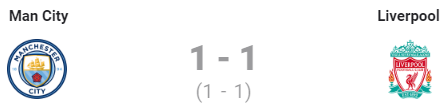 Man City
Liverpool
MANCHESTER
CITY
LIVERPOOL
1 - 1
(1 - 1)